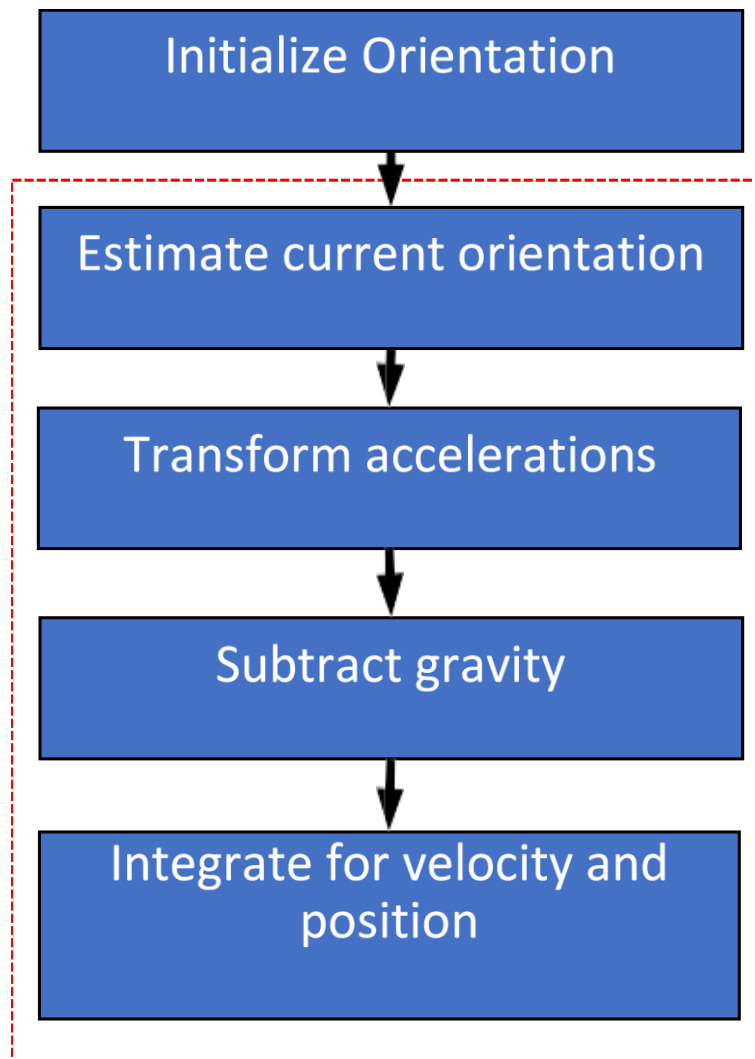 Initialize Orientation
Estimate current orientation
Transform accelerations
Subtract gravity
Integrate for velocity and
position